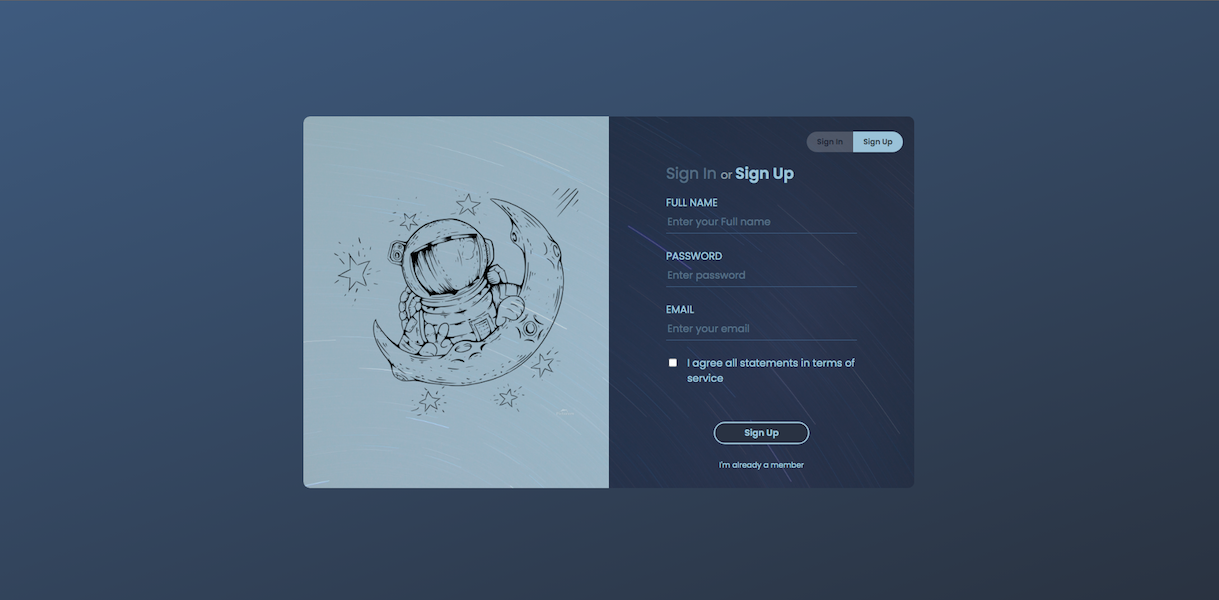 Sign In Sign Up
Sign In or Sign Up
FULL NAME
Enter your Full name
PASSWORD
Enter password
EMAIL
Enter your email
I agree all statements in terms of
service
Sign Up
I'm already a member